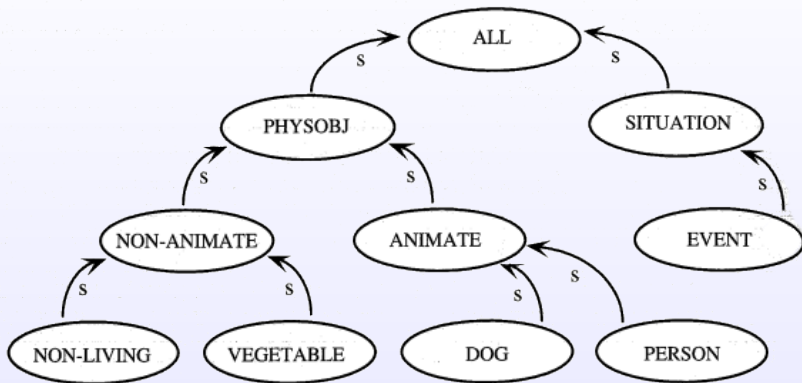 ALL
S
S
PHYSOBJ
SITUATION
S
S
S
NON-ANIMATE
ANIMATE
EVENT
S
S
S
S
NON-LIVING
VEGETABLE
DOG
PERSON